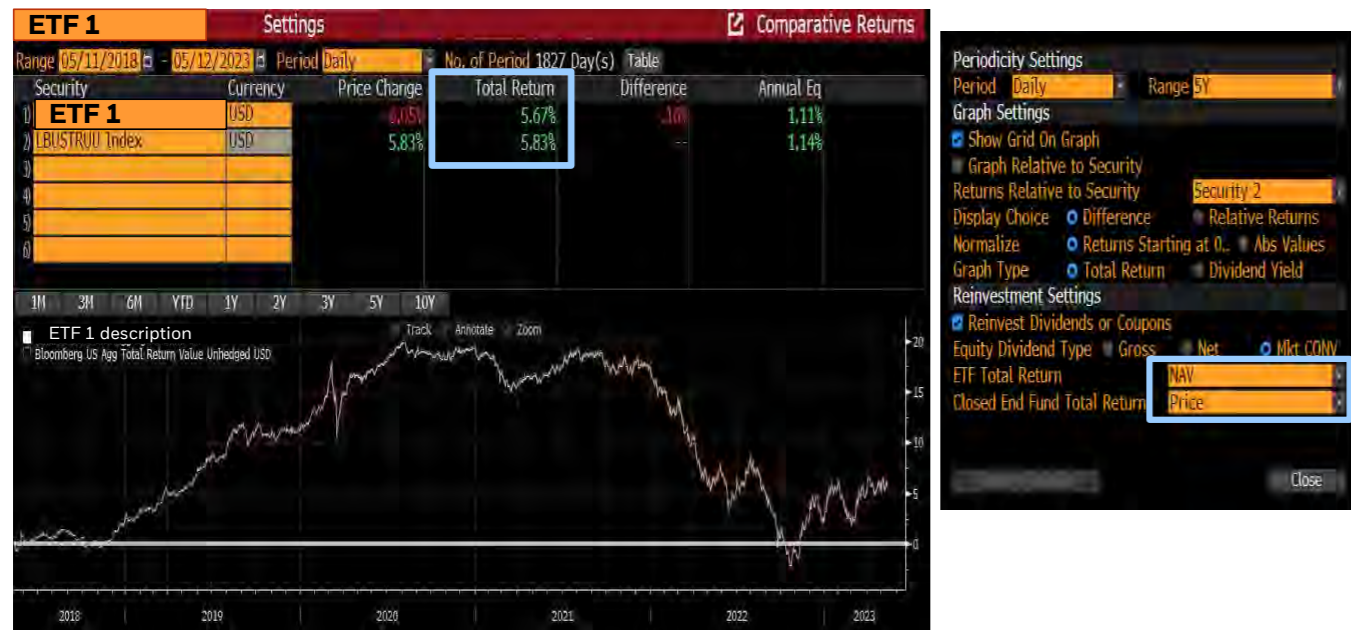 ETF 1 Settings Comparative Returns
Range 05/11/2018 - 05/12/2023 Period Daily No. of Period 1827 Day(s) Table
Security Currency Price Change Total Return Difference Annual Eq
1) ETF 1 USD 5.67% 1.11%
2) LBUSTRUU Index USD 5.83% 5.83% -- 1.14%
3)
4)
5)
6)
1M 3M 6M YTD 1Y 2Y 3Y 5Y 10Y
ETF 1 description Track Annotate Zoom
Bloomberg US Agg Total Return Value Unhedged USD
20
15
10
5
0
2018 2019 2020 2021 2022 2023
Periodicity Settings
Period Daily Range 5Y
Graph Settings
Show Grid On Graph
Graph Relative to Security
Returns Relative to Security Security 2
Display Choice Difference Relative Returns
Normalize Returns Starting at 0.. Abs Values
Graph Type Total Return Dividend Yield
Reinvestment Settings
Reinvest Dividends or Coupons
Equity Dividend Type Gross Net Mkt CONV
ETF Total Return NAV
Closed End Fund Total Return Price
Close